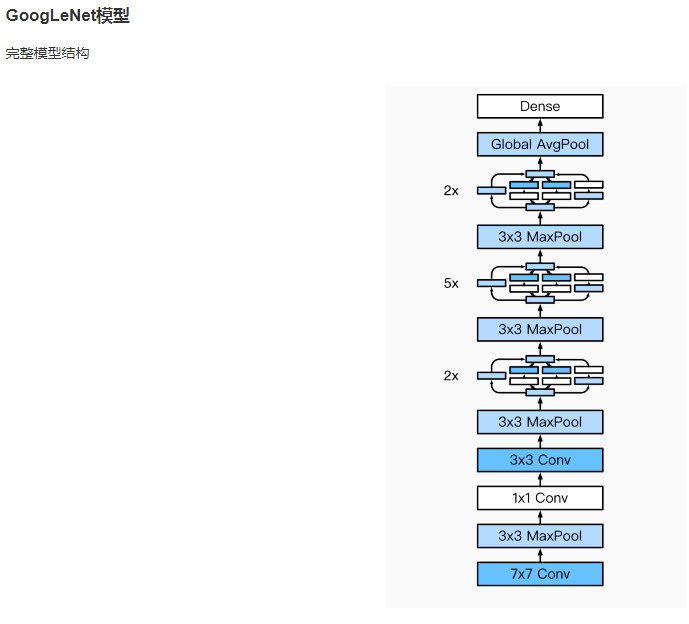 GoogLeNet模型
完整模型结构
Dense
Global AvgPool
2x
3x3 MaxPool
5x
3x3 MaxPool
2x
3x3 MaxPool
3x3 Conv
1x1 Conv
3x3 MaxPool
7x7 Conv